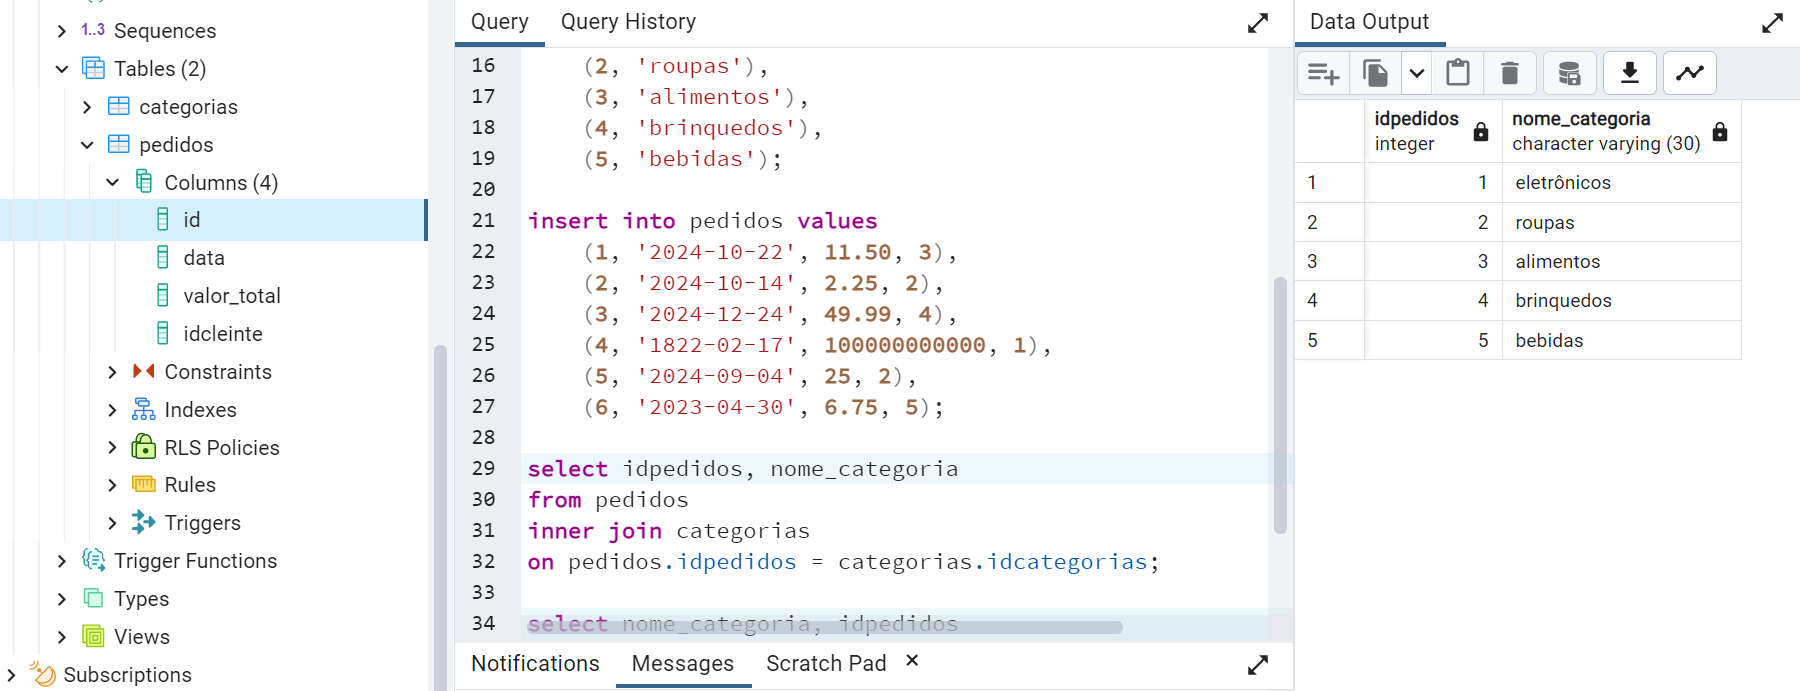 1..3 Sequences
Tables (2)
categorias
pedidos
Columns (4)
id
data
valor_total
idcleinte
Constraints
Indexes
RLS Policies
Rules
Triggers
Trigger Functions
Types
Views
Subscriptions
Query Query History
16 (2, 'roupas'),
17 (3, 'alimentos'),
18 (4, 'brinquedos'),
19 (5, 'bebidas');
20
21 insert into pedidos values
22 (1, '2024-10-22', 11.50, 3),
23 (2, '2024-10-14', 2.25, 2),
24 (3, '2024-12-24', 49.99, 4),
25 (4, '1822-02-17', 100000000000, 1),
26 (5, '2024-09-04', 25, 2),
27 (6, '2023-04-30', 6.75, 5);
28
29 select idpedidos, nome_categoria
30 from pedidos
31 inner join categorias
32 on pedidos.idpedidos = categorias.idcategorias;
33
34 select nome_categoria, idpedidos
Notifications Messages Scratch Pad ×
Data Output
idpedidos nome_categoria
integer character varying (30)
1 1 eletrônicos
2 2 roupas
3 3 alimentos
4 4 brinquedos
5 5 bebidas